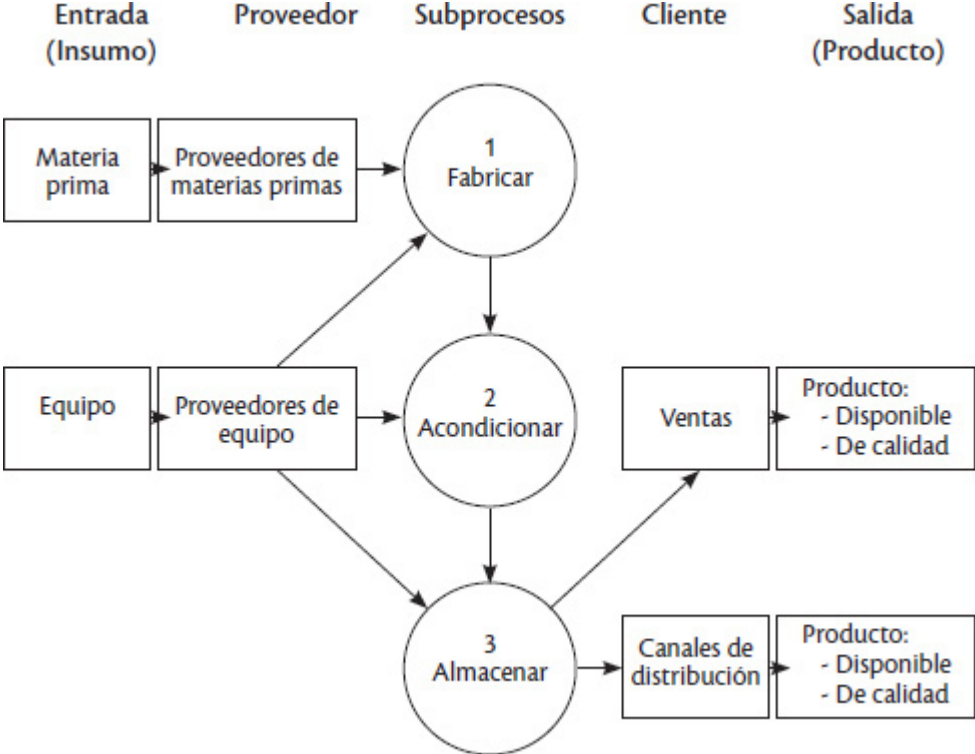 Entrada
(Insumo)
Proveedor
Subprocesos
Cliente
Salida
(Producto)
Materia
prima
Proveedores de
materias primas
1
Fabricar
Equipo
Proveedores de
equipo
2
Acondicionar
Ventas
Producto:
- Disponible
- De calidad
3
Almacenar
Canales de
distribución
Producto:
- Disponible
- De calidad